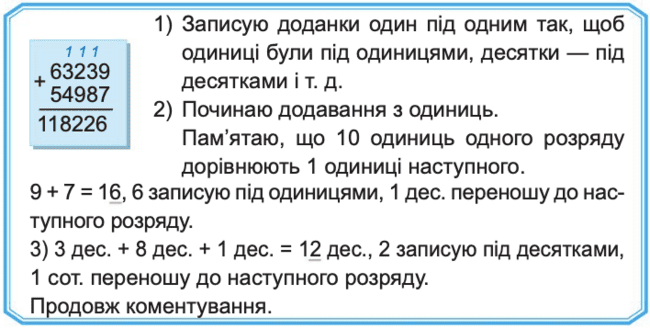 1 1 1
+ 63239
54987
118226
1) Записую доданки один під одним так, щоб
одиниці були під одиницями, десятки — під
десятками і т. д.
2) Починаю додавання з одиниць.
Пам’ятаю, що 10 одиниць одного розряду
дорівнюють 1 одиниці наступного.
9 + 7 = 16, 6 записую під одиницями, 1 дес. переношу до нас-
тупного розряду.
3) 3 дес. + 8 дес. + 1 дес. = 12 дес., 2 записую під десятками,
1 сот. переношу до наступного розряду.
Продовж коментування.